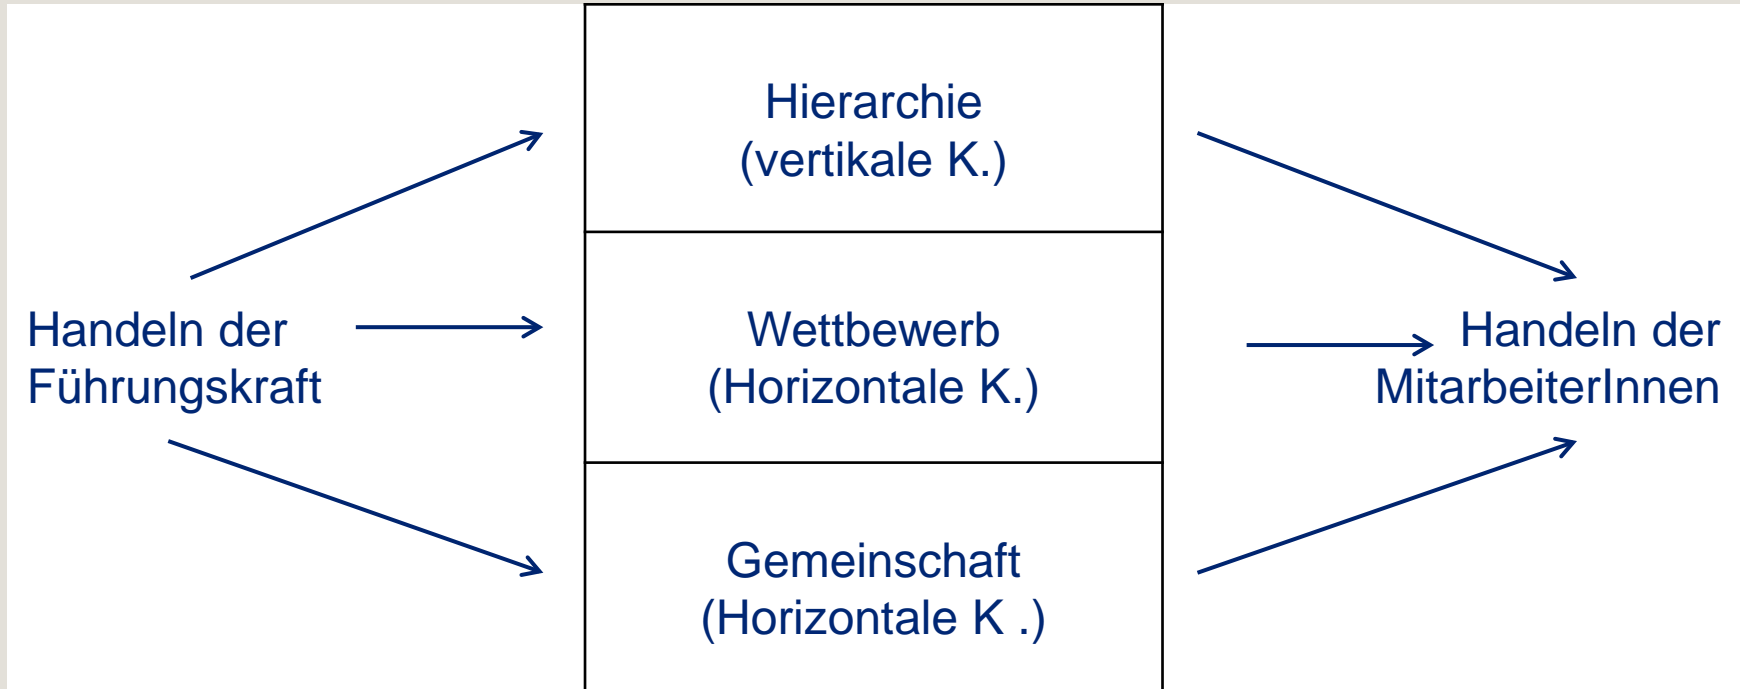 Hierarchie
(vertikale K.)
Handeln der
Führungskraft
Wettbewerb
(Horizontale K.)
Handeln der
MitarbeiterInnen
Gemeinschaft
(Horizontale K .)